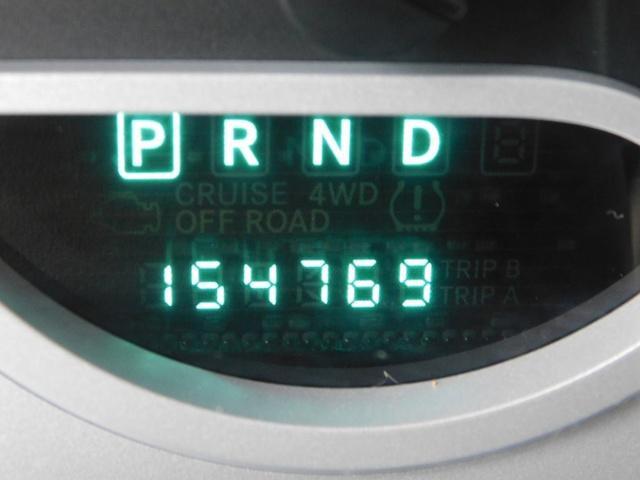 P R N D
CRUISE 4WD
OFF ROAD
154769 TRIP B
TRIP A